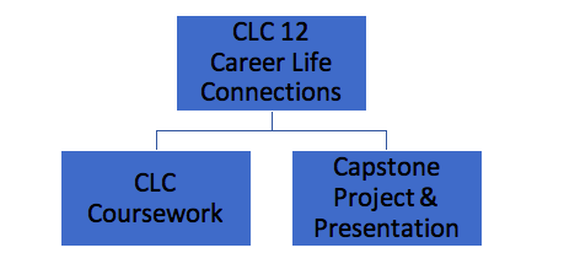 CLC 12
Career Life
Connections
CLC
Coursework
Capstone
Project &
Presentation